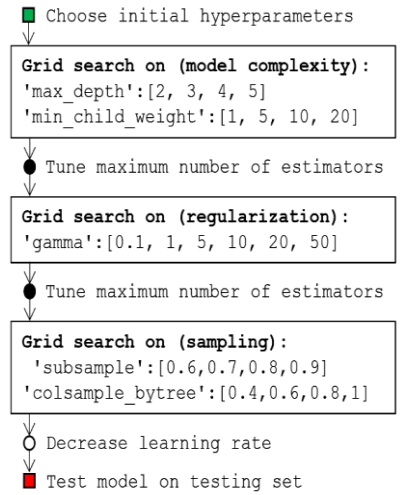 Choose initial hyperparameters
Grid search on (model complexity):
'max_depth':[2, 3, 4, 5]
'min_child_weight':[1, 5, 10, 20]
Tune maximum number of estimators
Grid search on (regularization):
'gamma':[0.1, 1, 5, 10, 20, 50]
Tune maximum number of estimators
Grid search on (sampling):
'subsample':[0.6,0.7,0.8,0.9]
'colsample_bytree':[0.4,0.6,0.8,1]
Decrease learning rate
Test model on testing set